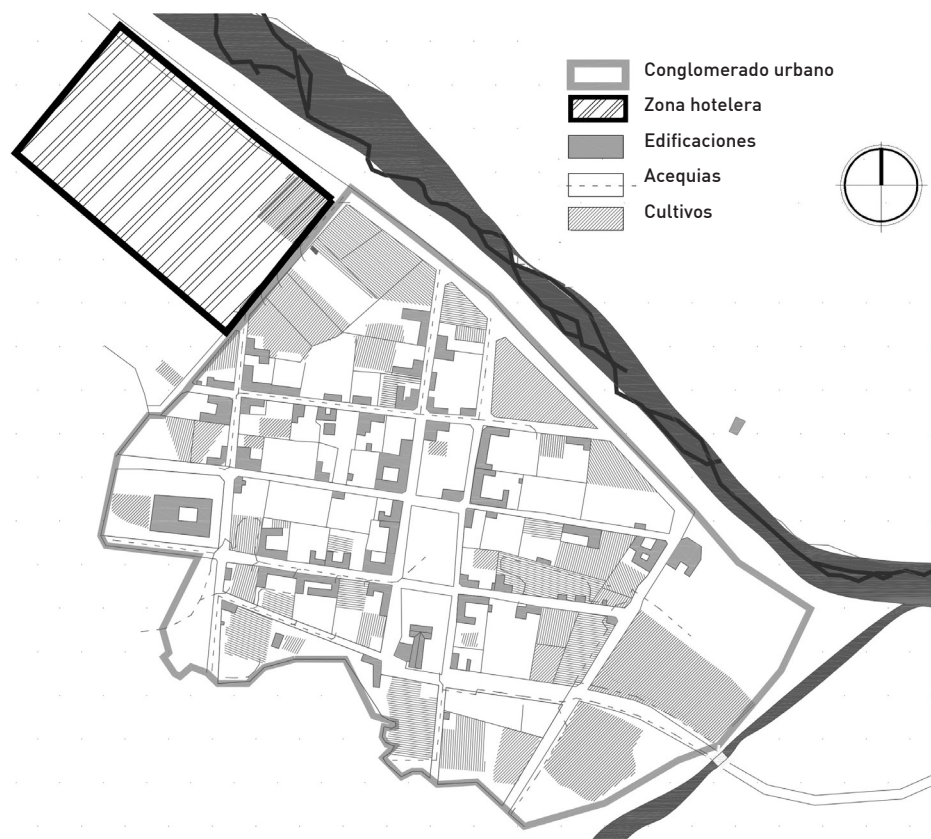 Conglomerado urbano
Zona hotelera
Edificaciones
Acequias
Cultivos